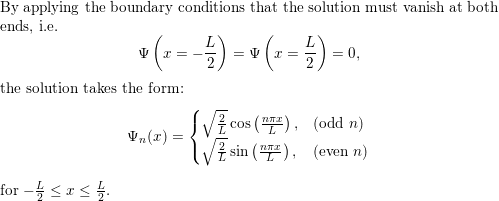 By applying the boundary conditions that the solution must vanish at both
ends, i.e.
Ψ(x = −L/2) = Ψ(x = L/2) = 0,
the solution takes the form:
Ψₙ(x) = { √(2/L) cos(nπx/L), (odd n)
√(2/L) sin(nπx/L), (even n)
for −L/2 ≤ x ≤ L/2.